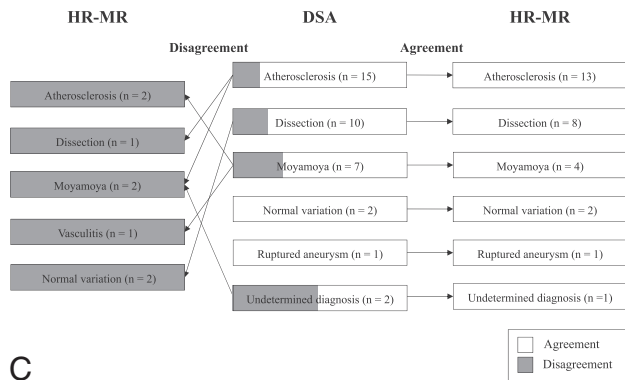 HR-MR
DSA
HR-MR
Disagreement
Agreement
Atherosclerosis (n = 2)
Dissection (n = 1)
Moyamoya (n = 2)
Vasculitis (n = 1)
Normal variation (n = 2)
Atherosclerosis (n = 15)
Dissection (n = 10)
Moyamoya (n = 7)
Normal variation (n = 2)
Ruptured aneurysm (n = 1)
Undetermined diagnosis (n = 2)
Atherosclerosis (n = 13)
Dissection (n = 8)
Moyamoya (n = 4)
Normal variation (n = 2)
Ruptured aneurysm (n = 1)
Undetermined diagnosis (n =1)
Agreement
Disagreement
C